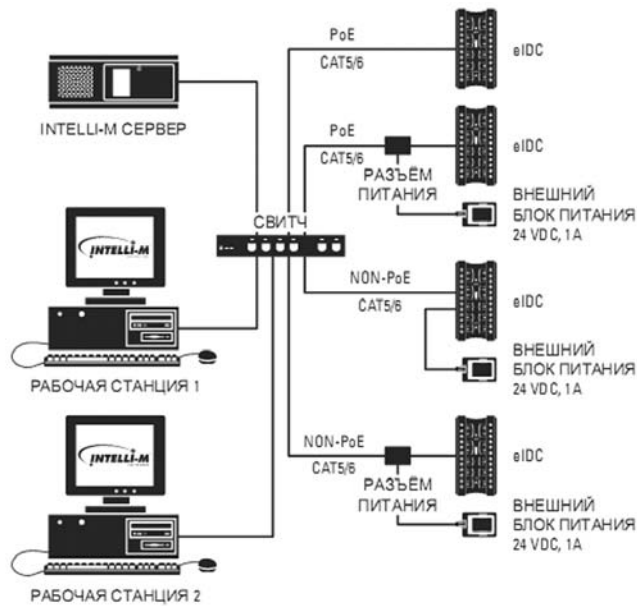 PoE
CAT5/6
eIDC
INTELLI-M СЕРВЕР
PoE
CAT5/6
eIDC
РАЗЪЁМ
ПИТАНИЯ
ВНЕШНИЙ
БЛОК ПИТАНИЯ
24 VDC, 1A
СВИТЧ
INTELLI-M
NON-PoE
CAT5/6
eIDC
ВНЕШНИЙ
БЛОК ПИТАНИЯ
24 VDC, 1A
РАБОЧАЯ СТАНЦИЯ 1
INTELLI-M
NON-PoE
CAT5/6
eIDC
РАЗЪЁМ
ПИТАНИЯ
ВНЕШНИЙ
БЛОК ПИТАНИЯ
24 VDC, 1A
РАБОЧАЯ СТАНЦИЯ 2